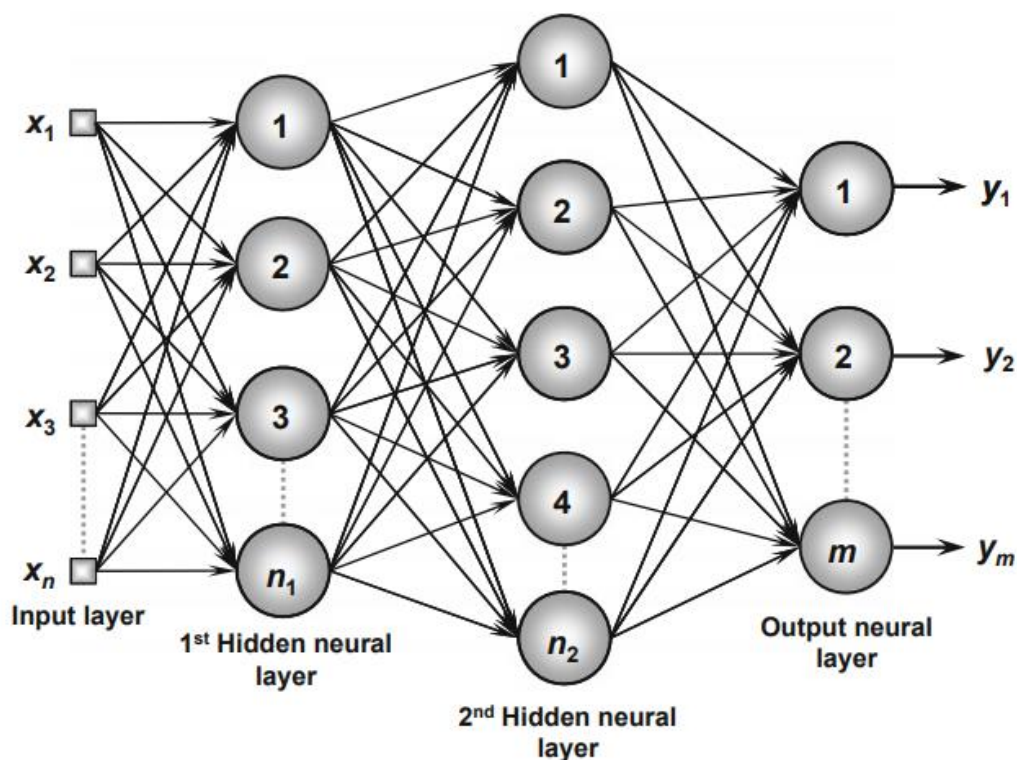 x₁
x₂
x₃
xₙ
Input layer
1
2
3
n₁
1ˢᵗ Hidden neural
layer
1
2
3
4
n₂
2ⁿᵈ Hidden neural
layer
1
2
m
Output neural
layer
y₁
y₂
yₘ